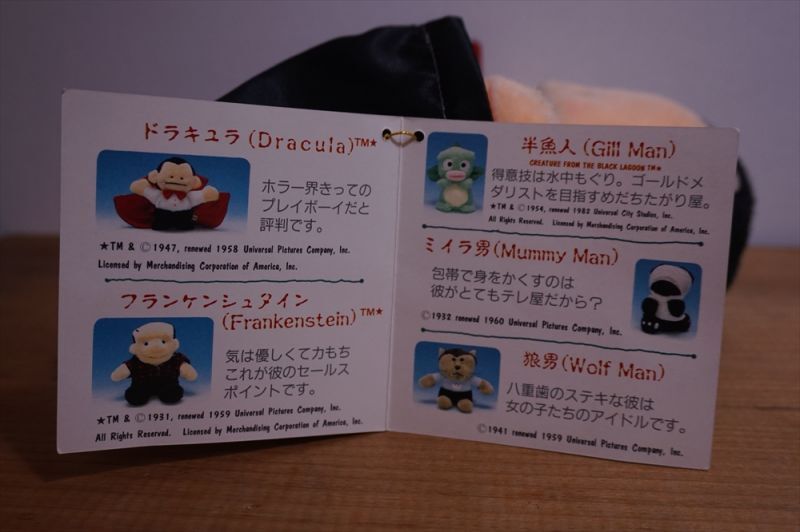 ドラキュラ(Dracula)™★
ホラー界きっての
プレイボーイだと
評判です。
★TM & ©1947, renewed 1958 Universal Pictures Company, Inc.
Licensed by Merchandising Corporation of America, Inc.
フランケンシュタイン
(Frankenstein)™★
気は優しくて力もち
これが彼のセールス
ポイントです。
★TM & ©1931, renewed 1959 Universal Pictures Company, Inc.
All Rights Reserved. Licensed by Merchandising Corporation of America, Inc.
半魚人(Gill Man)
CREATURE FROM THE BLACK LAGOON™★
得意技は水中もぐり。ゴールドメ
ダリストを目指すめだちたがり屋。
★TM & ©1954, renewed 1982 Universal City Studios, Inc.
All Rights Reserved. Licensed by Merchandising Corporation of America, Inc.
ミイラ男(Mummy Man)
包帯で身をかくすのは
彼がとてもテレ屋だから?
©1932 renewed 1960 Universal Pictures Company, Inc.
狼男(Wolf Man)
八重歯のステキな彼は
女の子たちのアイドルです。
©1941 renewed 1959 Universal Pictures Company, Inc.